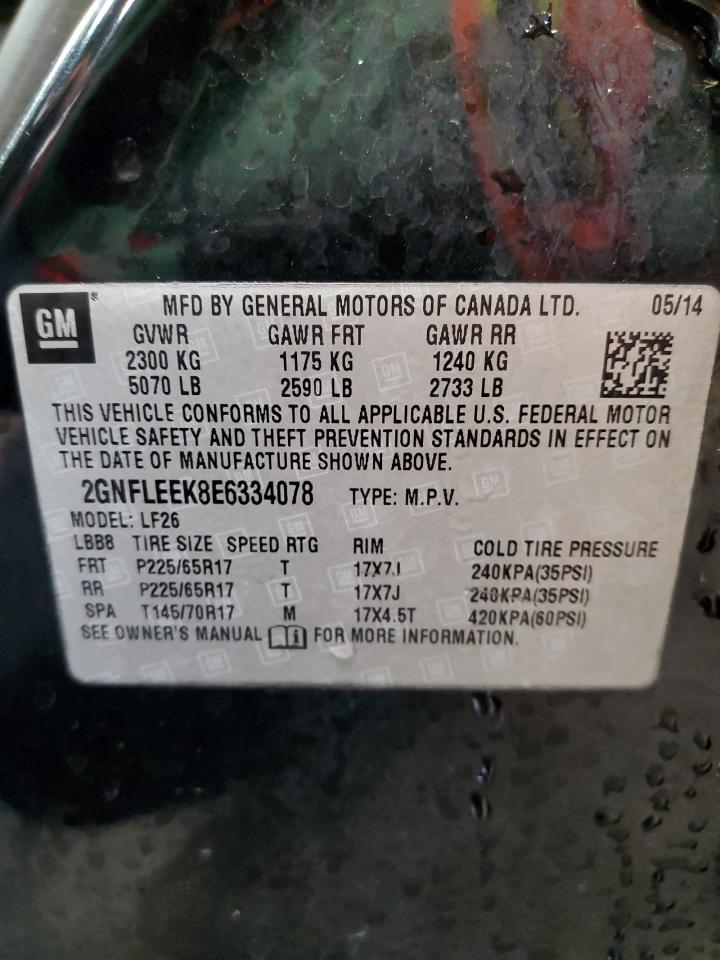 GM ®
MFD BY GENERAL MOTORS OF CANADA LTD. 05/14
GVWR GAWR FRT GAWR RR
2300 KG 1175 KG 1240 KG
5070 LB 2590 LB 2733 LB
THIS VEHICLE CONFORMS TO ALL APPLICABLE U.S. FEDERAL MOTOR
VEHICLE SAFETY AND THEFT PREVENTION STANDARDS IN EFFECT ON
THE DATE OF MANUFACTURE SHOWN ABOVE.
2GNFLEEK8E6334078 TYPE: M.P.V.
MODEL: LF26
LBB8 TIRE SIZE SPEED RTG RIM COLD TIRE PRESSURE
FRT P225/65R17 T 17X7J 240KPA(35PSI)
RR P225/65R17 T 17X7J 240KPA(35PSI)
SPA T145/70R17 M 17X4.5T 420KPA(60PSI)
SEE OWNER'S MANUAL i FOR MORE INFORMATION.